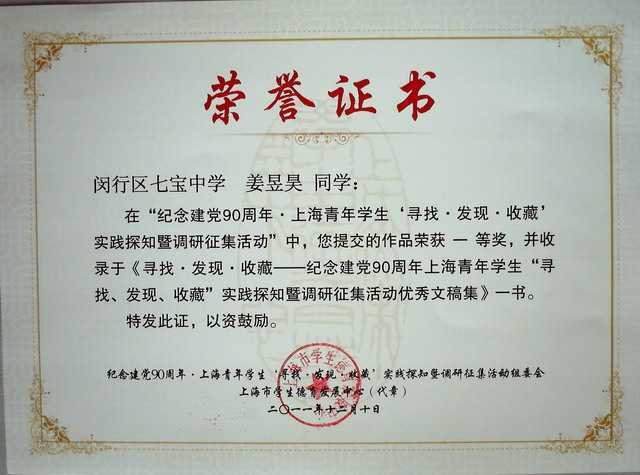 荣誉证书
闵行区七宝中学 姜昱昊 同学：
在“纪念建党90周年·上海青年学生‘寻找·发现·收藏’
实践探知暨调研征集活动”中，您提交的作品荣获 一 等奖，并收
录于《寻找·发现·收藏——纪念建党90周年上海青年学生“寻
找、发现、收藏”实践探知暨调研征集活动优秀文稿集》一书。
特发此证，以资鼓励。
纪念建党90周年·上海青年学生‘寻找·发现·收藏’实践探知暨调研征集活动组委会
上海市学生德育发展中心（代章）
二〇一一年十二月十日